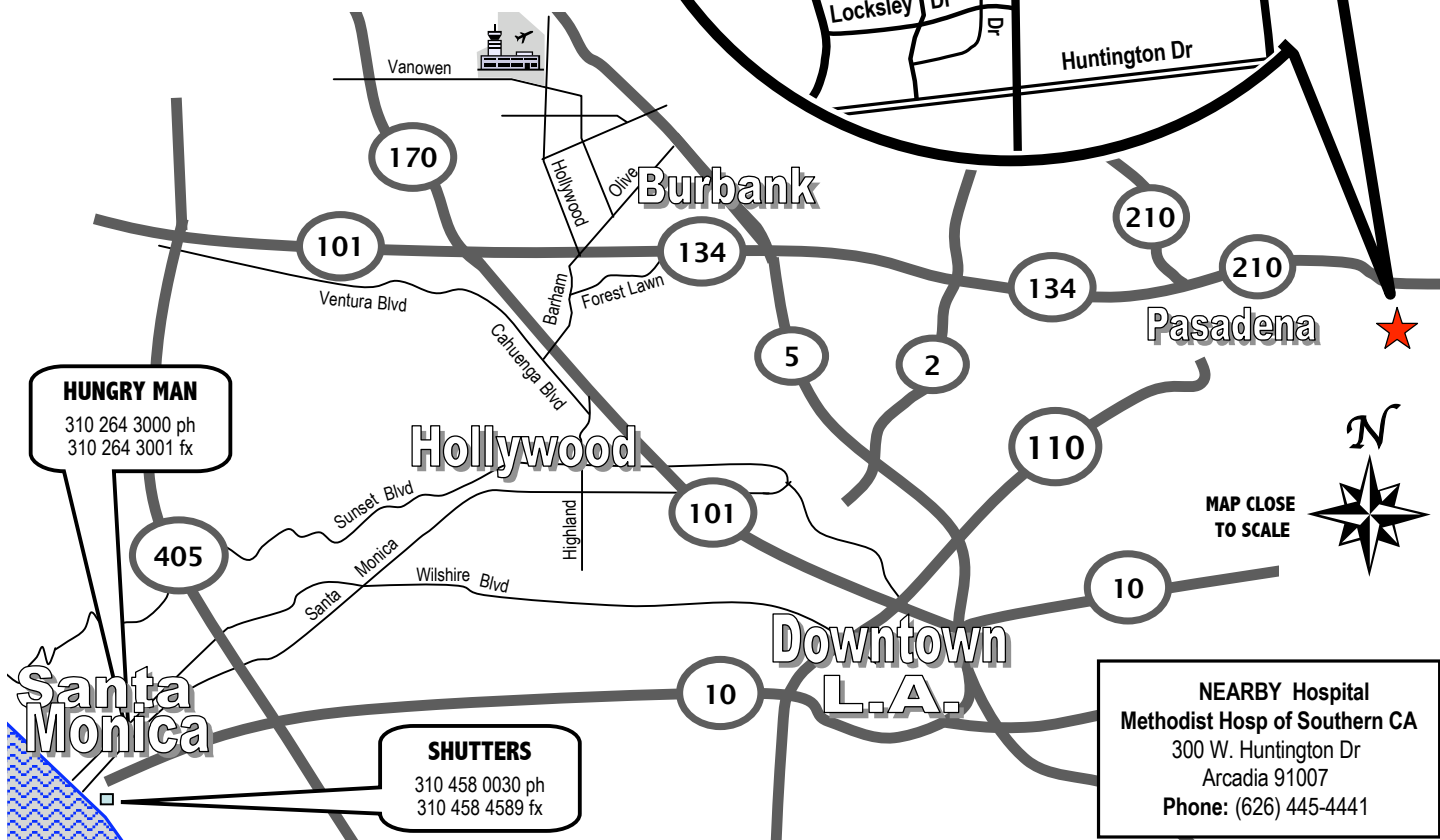 Locksley Dr
Dr
Huntington Dr
Vanowen
170
Hollywood
Olive
Burbank
101
134
210
210
134
Ventura Blvd
Barham
Forest Lawn
Cahuenga Blvd
Pasadena
5
2
HUNGRY MAN
310 264 3000 ph
310 264 3001 fx
Hollywood
110
N
MAP CLOSE
TO SCALE
Sunset Blvd
Highland
101
405
Santa Monica
Wilshire Blvd
10
Downtown
L.A.
10
Santa
Monica
SHUTTERS
310 458 0030 ph
310 458 4589 fx
NEARBY Hospital
Methodist Hosp of Southern CA
300 W. Huntington Dr
Arcadia 91007
Phone: (626) 445-4441